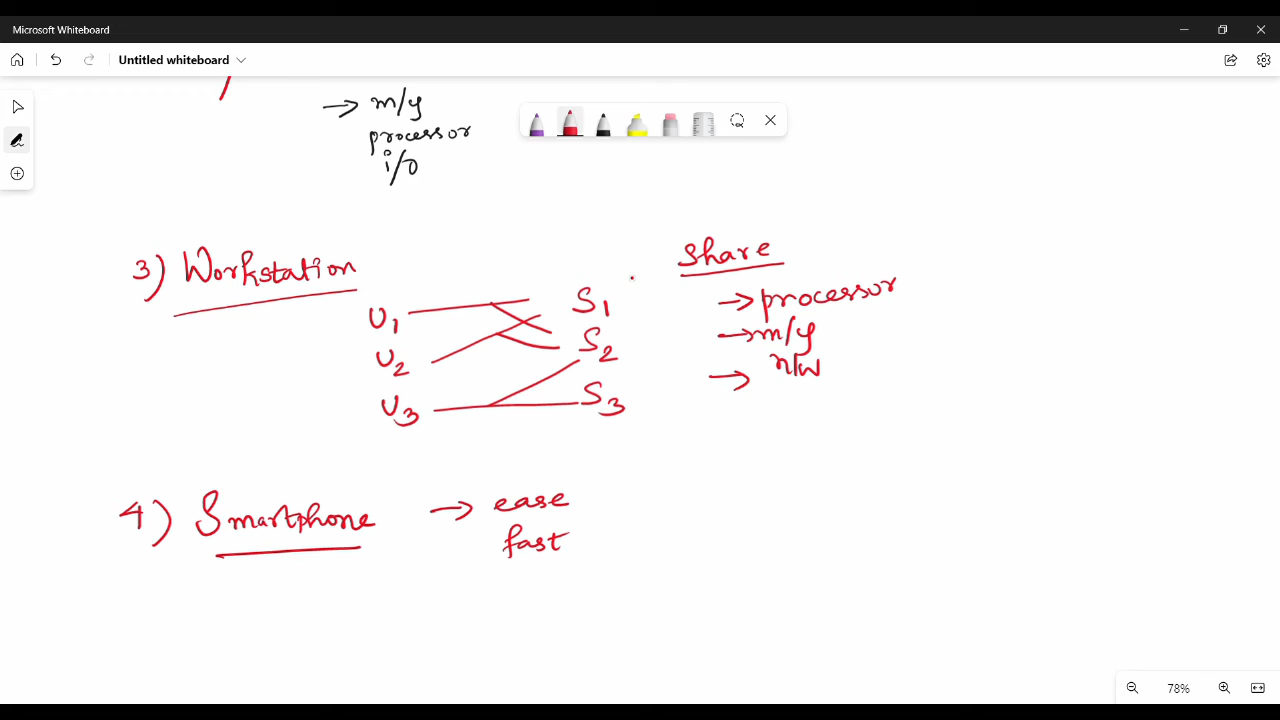 Microsoft Whiteboard
Untitled whiteboard
→ m/y
processor
i/o
3) Workstation
U1
U2
U3
S1
S2
S3
Share
→ processor
→ m/y
→ n/w
4) Smartphone → ease
fast
78%